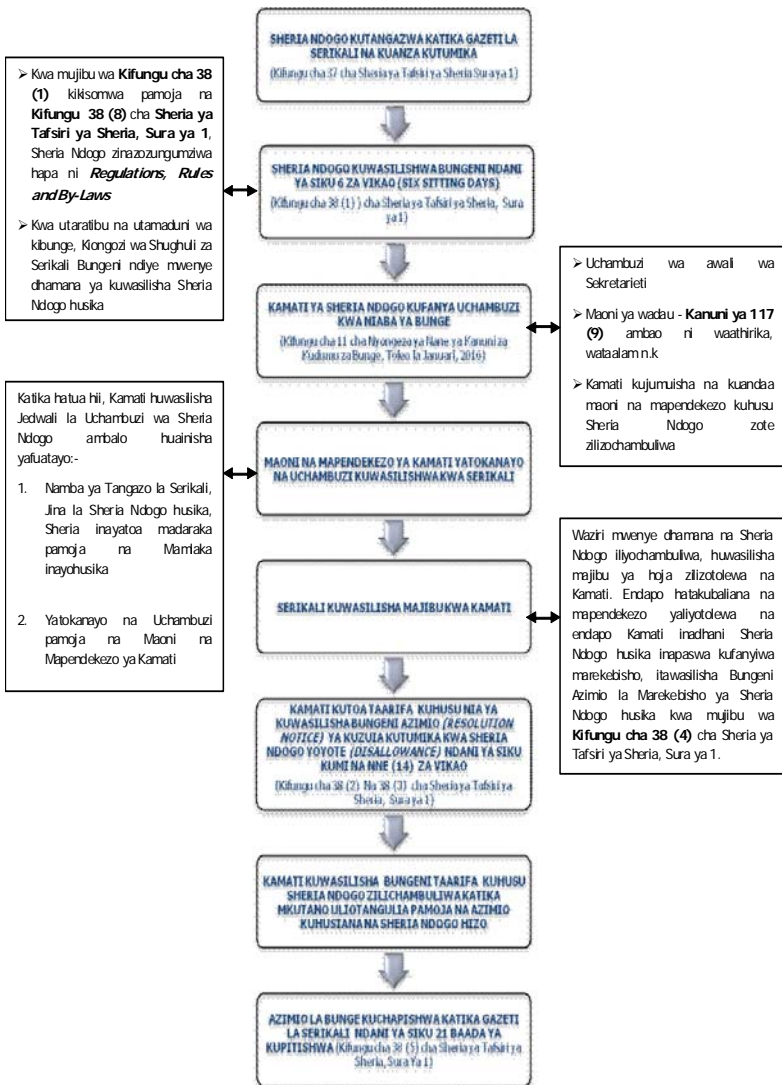 SHERIA NDOGO KUTANGAZWA KATIKA GAZETI LA
SERIKALI NA KUANZA KUTUMIKA
(Kifungu cha 37 cha Sheria ya Tafsiri ya Sheria Sura ya 1)
➢ Kwa mujibu wa Kifungu cha 38
(1) kikisomwa pamoja na
Kifungu 38 (8) cha Sheria ya
Tafsiri ya Sheria, Sura ya 1,
Sheria Ndogo zinazozungumziwa
hapa ni Regulations, Rules
and By-Laws
➢ Kwa utaratibu na utamaduni wa
kibunge, Kiongozi wa Shughuli za
Serikali Bungeni ndiye mwenye
dhamana ya kuwasilisha Sheria
Ndogo husika
SHERIA NDOGO KUWASILISHWA BUNGENI NDANI
YA SIKU 6 ZA VIKAO (SIX SITTING DAYS)
(Kifungu cha 38 (1) ) cha Sheria ya Tafsiri ya Sheria, Sura
ya 1)
KAMATI YA SHERIA NDOGO KUFANYA UCHAMBUZI
KWA NIABA YA BUNGE
(Kifungu cha 11 cha Nyongeza ya Nane ya Kanuni za
Kudumu za Bunge, Toleo la Januari, 2016)
➢ Uchambuzi wa awali wa
Sekretarieti
➢ Maoni ya wadau - Kanuni ya 117
(9) ambao ni waathirika,
wataalam n.k
➢ Kamati kujumuisha na kuandaa
maoni na mapendekezo kuhusu
Sheria Ndogo zote
zilizochambuliwa
Katika hatua hii, Kamati huwasilisha
Jedwali la Uchambuzi wa Sheria
Ndogo ambalo huainisha
yafuatayo:-
1. Namba ya Tangazo la Serikali,
Jina la Sheria Ndogo husika,
Sheria inayatoa madaraka
pamoja na Mamlaka
inayohusika
2. Yatokanayo na Uchambuzi
pamoja na Maoni na
Mapendekezo ya Kamati
MAONI NA MAPENDEKEZO YA KAMATI YATOKANAYO
NA UCHAMBUZI KUWASILISHWA KWA SERIKALI
SERIKALI KUWASILISHA MAJIBU KWA KAMATI
Waziri mwenye dhamana na Sheria
Ndogo iliyochambuliwa, huwasilisha
majibu ya hoja zilizotolewa na
Kamati. Endapo hatakubaliana na
mapendekezo yaliyotolewa na
endapo Kamati inadhani Sheria
Ndogo husika inapaswa kufanyiwa
marekebisho, itawasilisha Bungeni
Azimio la Marekebisho ya Sheria
Ndogo husika kwa mujibu wa
Kifungu cha 38 (4) cha Sheria ya
Tafsiri ya Sheria, Sura ya 1.
KAMATI KUTOA TAARIFA KUHUSU NIA YA
KUWASILISHA BUNGENI AZIMIO (RESOLUTION
NOTICE) YA KUZUIA KUTUMIKA KWA SHERIA
NDOGO YOYOTE (DISALLOWANCE) NDANI YA SIKU
KUMI NA NNE (14) ZA VIKAO
(Kifungu cha 38 (2) Na 38 (3) cha Sheria ya Tafsiri ya
Sheria, Sura ya 1)
KAMATI KUWASILISHA BUNGENI TAARIFA KUHUSU
SHERIA NDOGO ZILICHAMBULIWA KATIKA
MKUTANO ULIOTANGULIA PAMOJA NA AZIMIO
KUHUSIANA NA SHERIA NDOGO HIZO
AZIMIO LA BUNGE KUCHAPISHWA KATIKA GAZETI
LA SERIKALI NDANI YA SIKU 21 BAADA YA
KUPITISHWA (Kifungu cha 38 (5) cha Sheria ya Tafsiri ya
Sheria, Sura Ya 1)